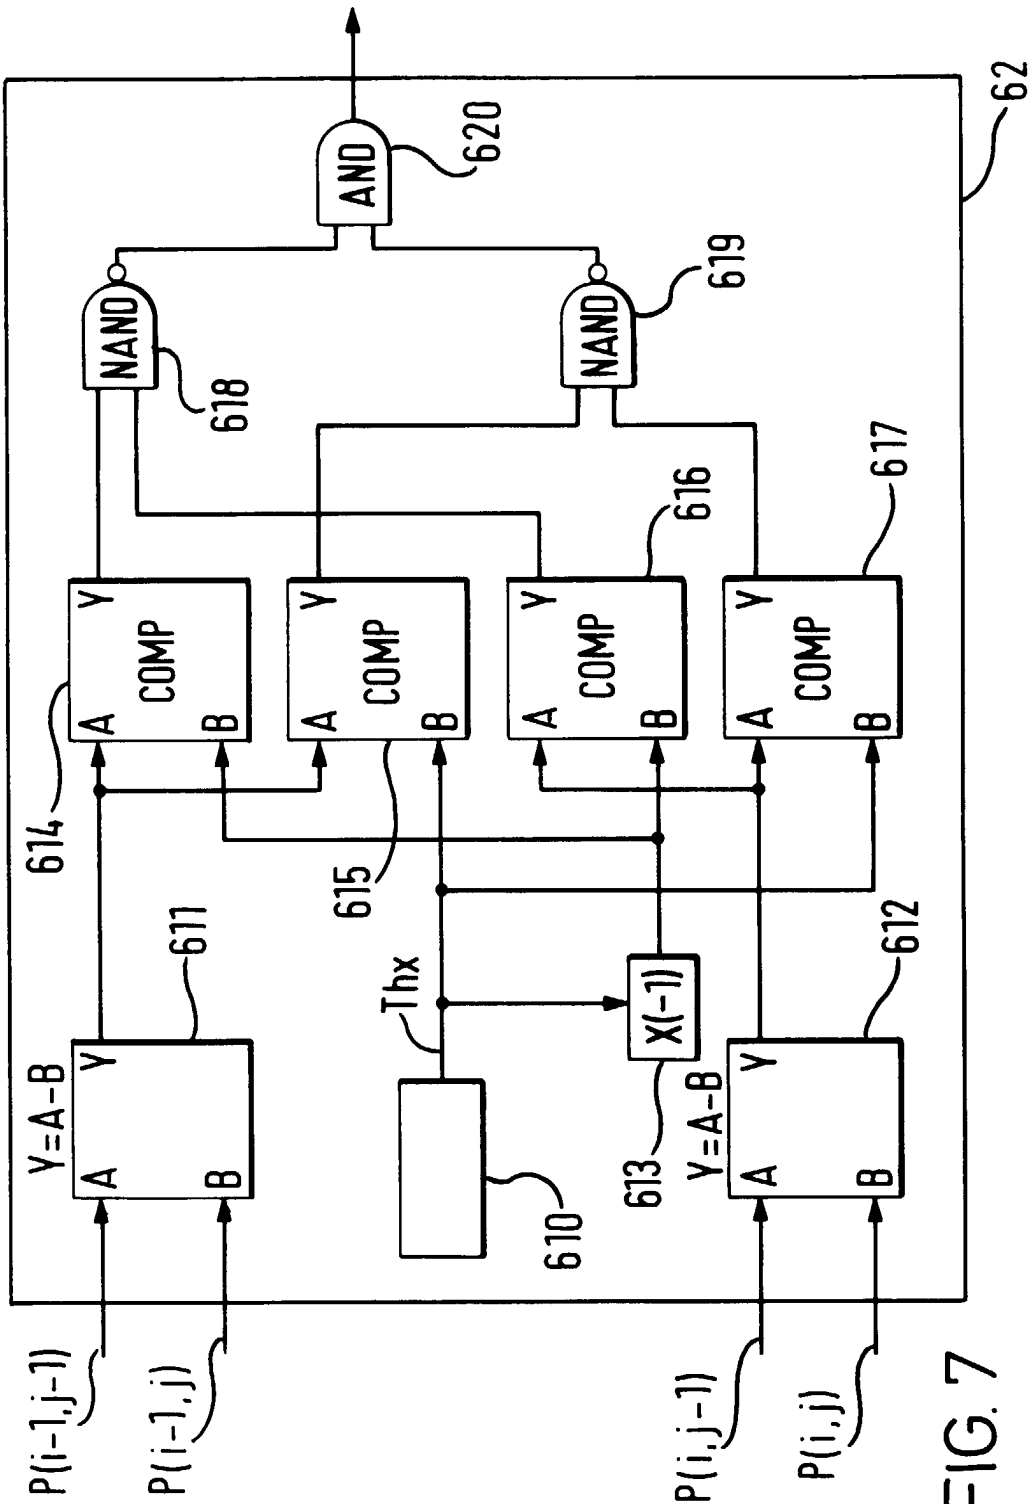 P(i-1,j-1)
P(i-1,j)
P(i,j-1)
P(i,j)
Y=A-B
A
B
Y
611
610
Thx
X(-1)
613
Y=A-B
A
B
Y
612
614
A
B
Y
COMP
615
A
B
Y
COMP
A
B
Y
COMP
616
A
B
Y
COMP
617
NAND
618
NAND
619
AND
620
62
FIG. 7